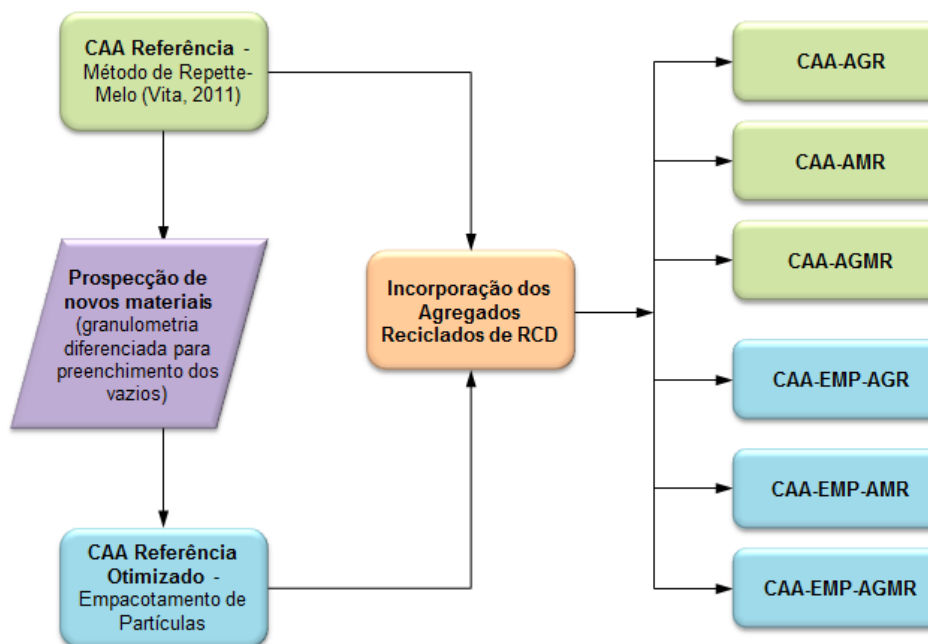 CAA Referência -
Método de Repette-
Melo (Vita, 2011)
Prospecção de
novos materiais
(granulometria
diferenciada para
preenchimento dos
vazios)
CAA Referência
Otimizado -
Empacotamento de
Partículas
Incorporação dos
Agregados
Reciclados de RCD
CAA-AGR
CAA-AMR
CAA-AGMR
CAA-EMP-AGR
CAA-EMP-AMR
CAA-EMP-AGMR